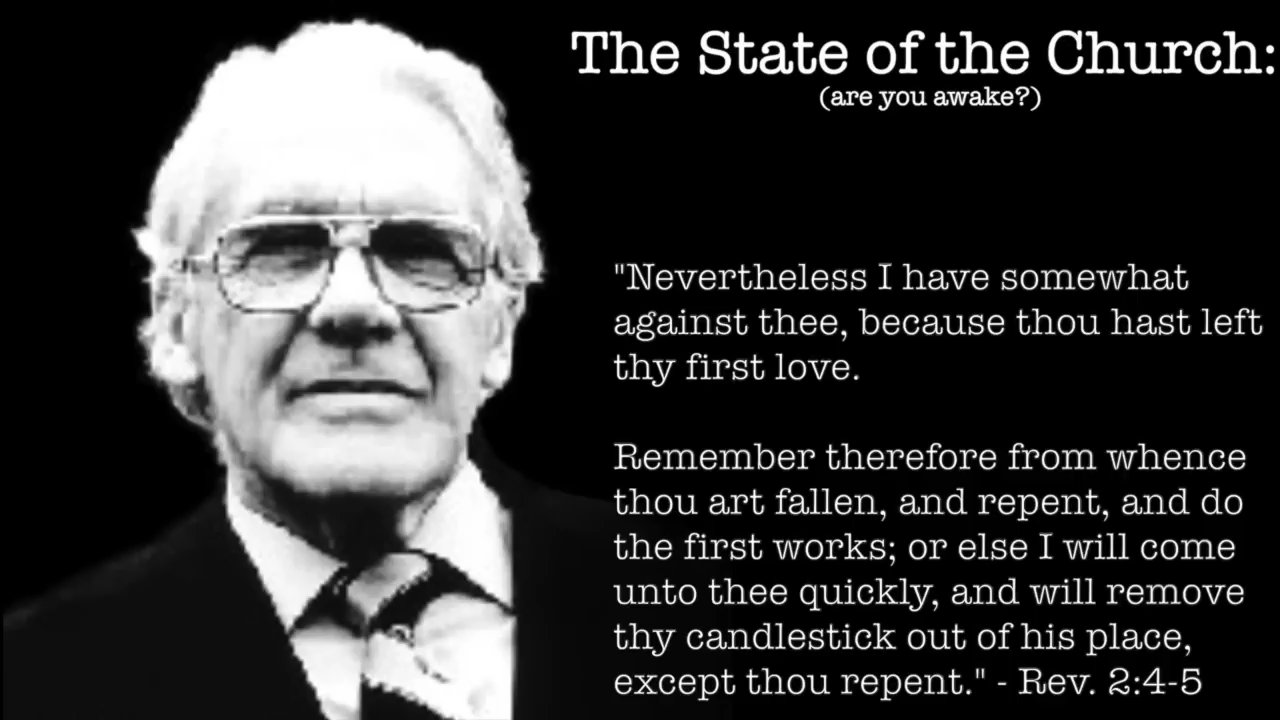 The State of the Church:
(are you awake?)
"Nevertheless I have somewhat
against thee, because thou hast left
thy first love.
Remember therefore from whence
thou art fallen, and repent, and do
the first works; or else I will come
unto thee quickly, and will remove
thy candlestick out of his place,
except thou repent." - Rev. 2:4-5